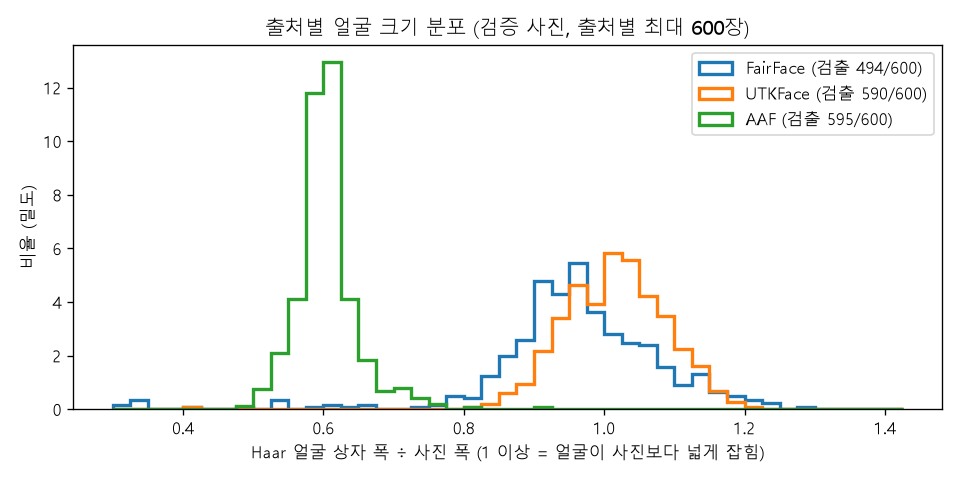 출처별 얼굴 크기 분포 (검증 사진, 출처별 최대 600장)
FairFace (검출 494/600)
UTKFace (검출 590/600)
AAF (검출 595/600)
비율 (밀도)
12
10
8
6
4
2
0
0.4 0.6 0.8 1.0 1.2 1.4
Haar 얼굴 상자 폭 ÷ 사진 폭 (1 이상 = 얼굴이 사진보다 넓게 잡힘)